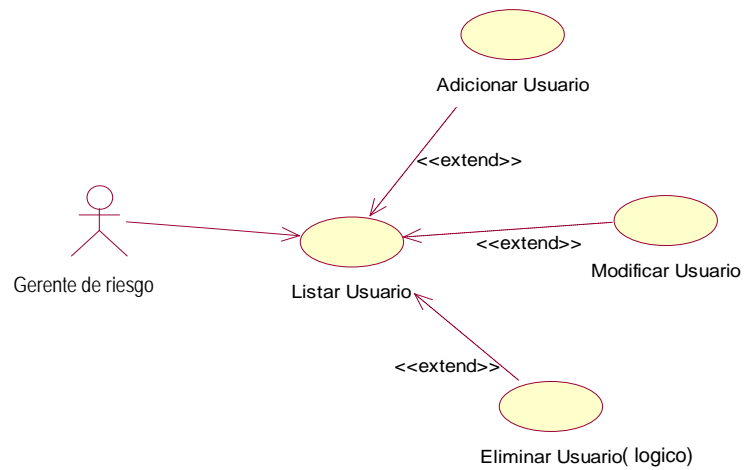 Adicionar Usuario
<<extend>>
<<extend>>
Modificar Usuario
Gerente de riesgo
Listar Usuario
<<extend>>
Eliminar Usuario( logico)